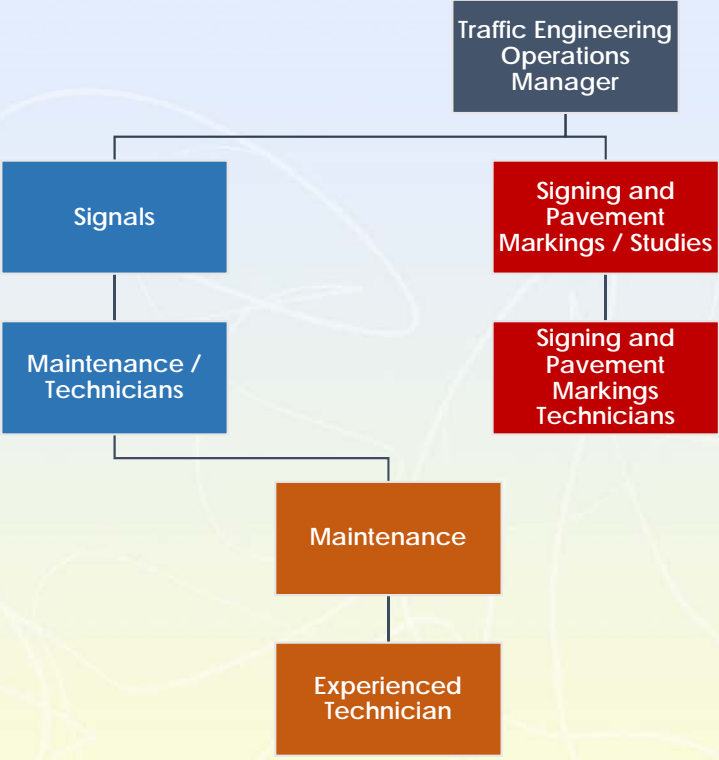 Traffic Engineering
Operations
Manager
Signals
Signing and
Pavement
Markings / Studies
Maintenance /
Technicians
Signing and
Pavement
Markings
Technicians
Maintenance
Experienced
Technician